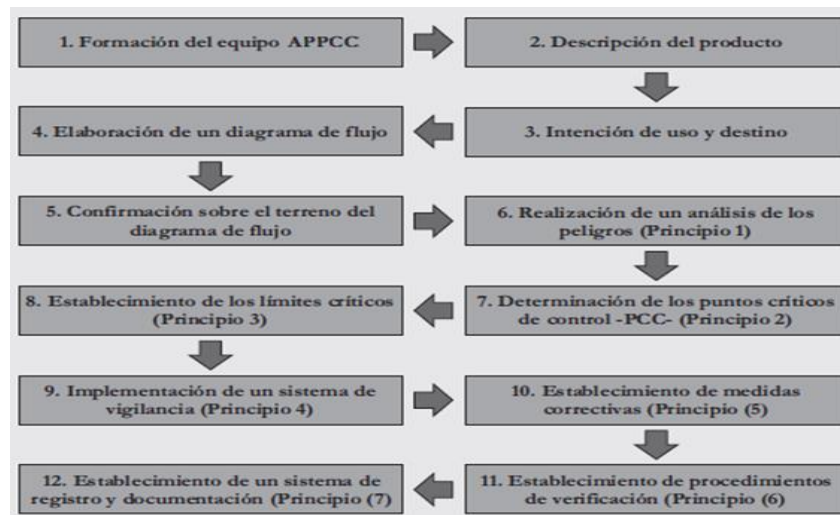 1. Formación del equipo APPCC
2. Descripción del producto
3. Intención de uso y destino
4. Elaboración de un diagrama de flujo
5. Confirmación sobre el terreno del
diagrama de flujo
6. Realización de un análisis de los
peligros (Principio 1)
7. Determinación de los puntos críticos
de control -PCC- (Principio 2)
8. Establecimiento de los límites críticos
(Principio 3)
9. Implementación de un sistema de
vigilancia (Principio 4)
10. Establecimiento de medidas
correctivas (Principio (5)
11. Establecimiento de procedimientos
de verificación (Principio (6)
12. Establecimiento de un sistema de
registro y documentación (Principio (7)